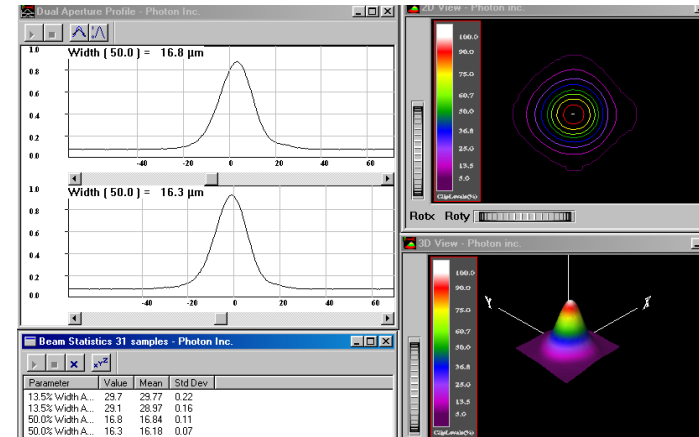 Dual Aperture Profile - Photon Inc.
1.0
Width ( 50.0 ) = 16.8 µm
0.8
0.6
0.4
0.2
0.0
-40 -20 0 20 40 60
1.0
Width ( 50.0 ) = 16.3 µm
0.8
0.6
0.4
0.2
0.0
-40 -20 0 20 40 60
Beam Statistics 31 samples - Photon Inc.
Parameter Value Mean Std Dev
13.5% Width A... 29.7 29.77 0.22
13.5% Width A... 29.1 28.97 0.16
50.0% Width A... 16.8 16.84 0.11
50.0% Width A... 16.3 16.18 0.07
2D View - Photon Inc.
100.0
90.0
75.0
60.7
50.0
36.8
25.0
13.5
5.0
ClipLevels(%)
Rotx Roty
3D View - Photon inc.
100.0
90.0
75.0
60.7
50.0
36.8
25.0
13.5
5.0
ClipLevels(%)
Y X